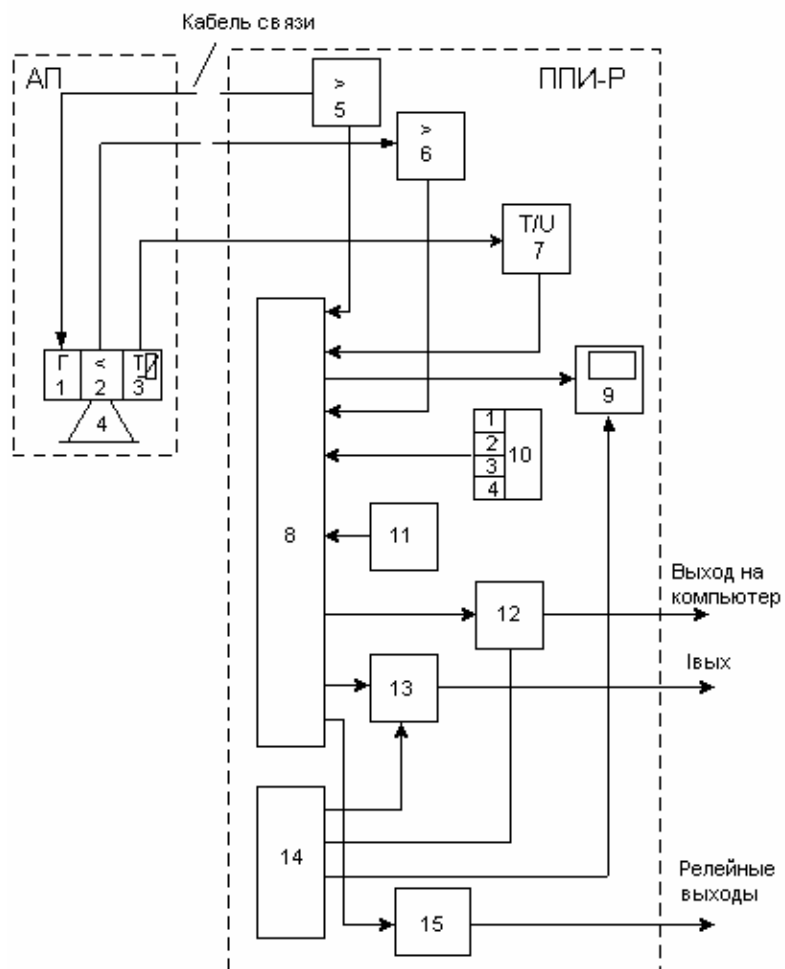 Кабель связи
АП
ППИ-Р
>
5
>
6
T/U
7
Г
1
<
2
Т
3
4
8
9
1
2
3
4
10
11
12
Выход на
компьютер
13
Iвых
14
15
Релейные
выходы